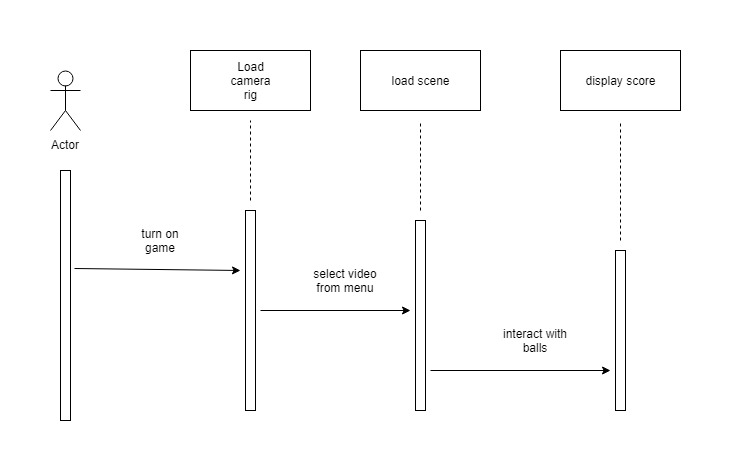 Load
camera
rig
load scene
display score
Actor
turn on
game
select video
from menu
interact with
balls